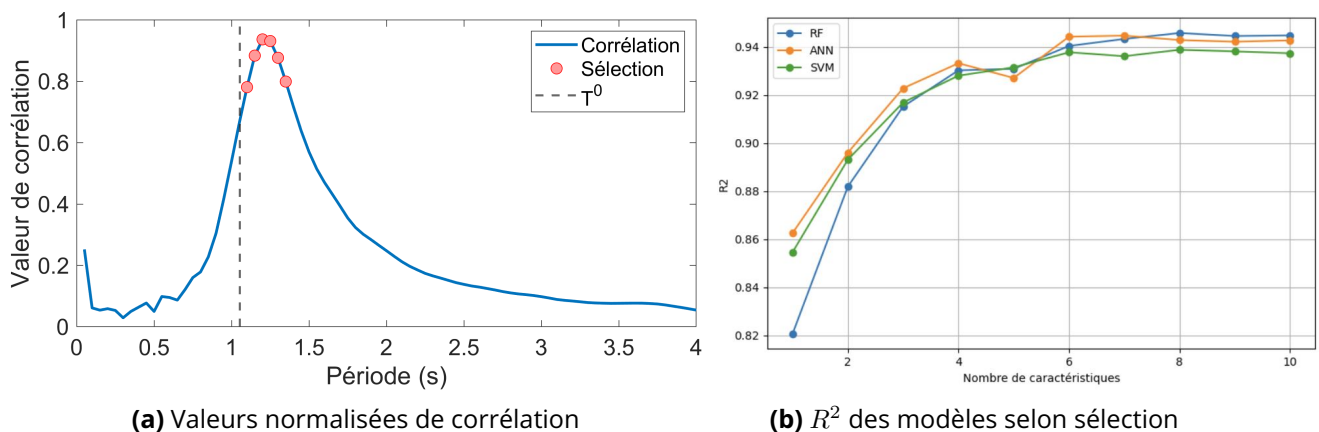 Valeur de corrélation
1
0.8
0.6
0.4
0.2
0
0 0.5 1 1.5 2 2.5 3 3.5 4
Période (s)
Corrélation
Sélection
T^0
(a) Valeurs normalisées de corrélation
R2
0.94
0.92
0.90
0.88
0.86
0.84
0.82
2 4 6 8 10
Nombre de caractéristiques
RF
ANN
SVM
(b) R² des modèles selon sélection